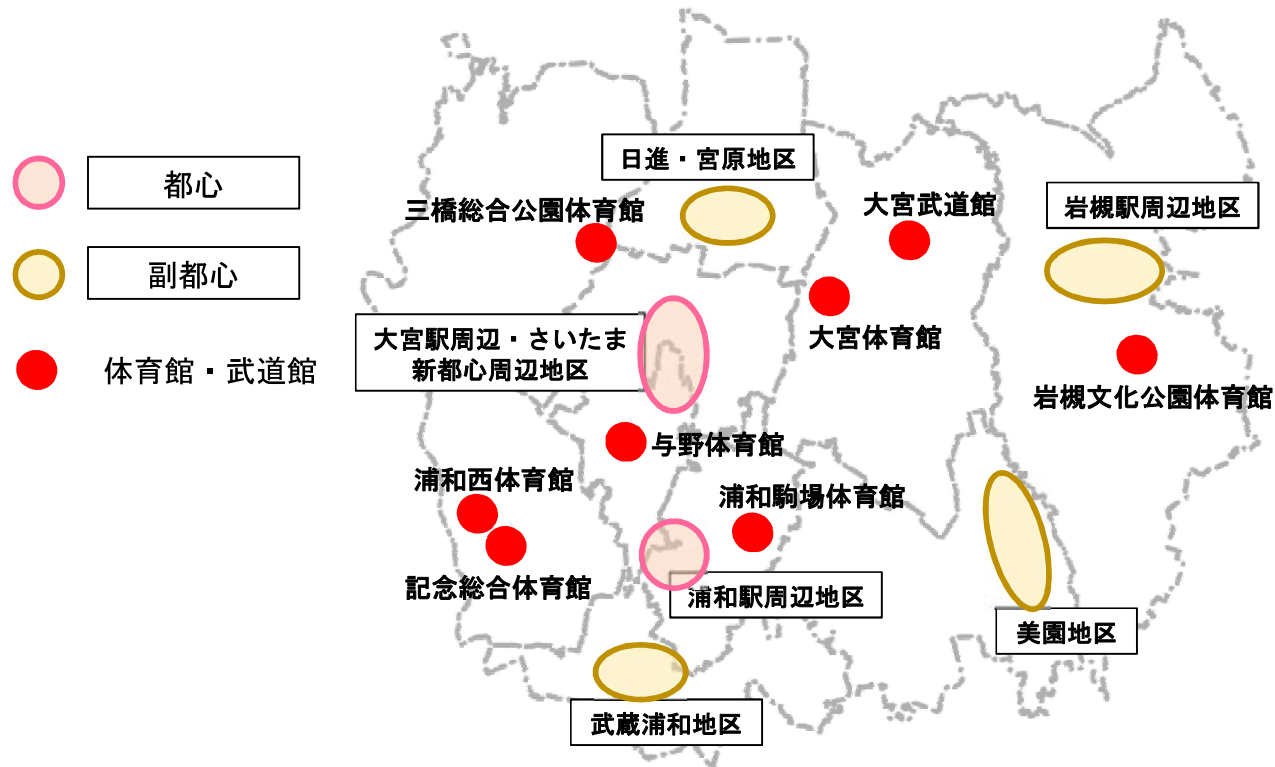 都心
副都心
体育館・武道館
日進・宮原地区
三橋総合公園体育館
大宮武道館
岩槻駅周辺地区
大宮体育館
大宮駅周辺・さいたま
新都心周辺地区
岩槻文化公園体育館
与野体育館
浦和西体育館
浦和駒場体育館
記念総合体育館
浦和駅周辺地区
美園地区
武蔵浦和地区